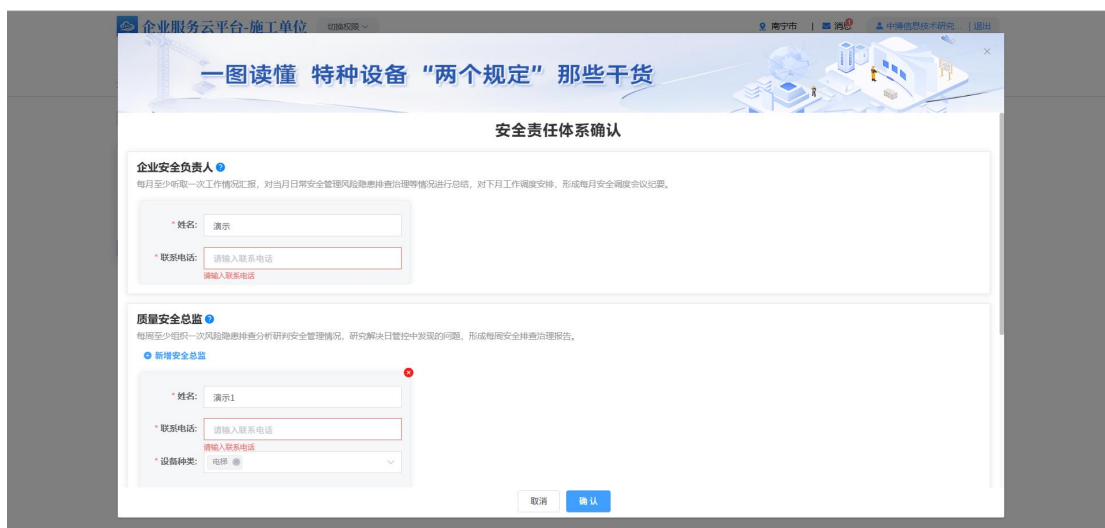 企业服务云平台-施工单位 切换权限 南宁市 | 消息 中海信息技术研究... | 退出
一图读懂 特种设备 “两个规定” 那些干货
安全责任体系确认
企业安全负责人
每月至少听取一次工作情况汇报，对当月日常安全管理风险隐患排查治理等情况进行总结，对下月工作调度安排，形成每月安全调度会议纪要。
* 姓名: 演示
* 联系电话: 请输入联系电话
请输入联系电话
质量安全总监
每周至少组织一次风险隐患排查分析研判安全管理情况，研究解决日管控中发现的问题，形成每周安全排查治理报告。
新增安全总监
* 姓名: 演示1
* 联系电话: 请输入联系电话
请输入联系电话
* 设备种类: 电梯
取消 确认